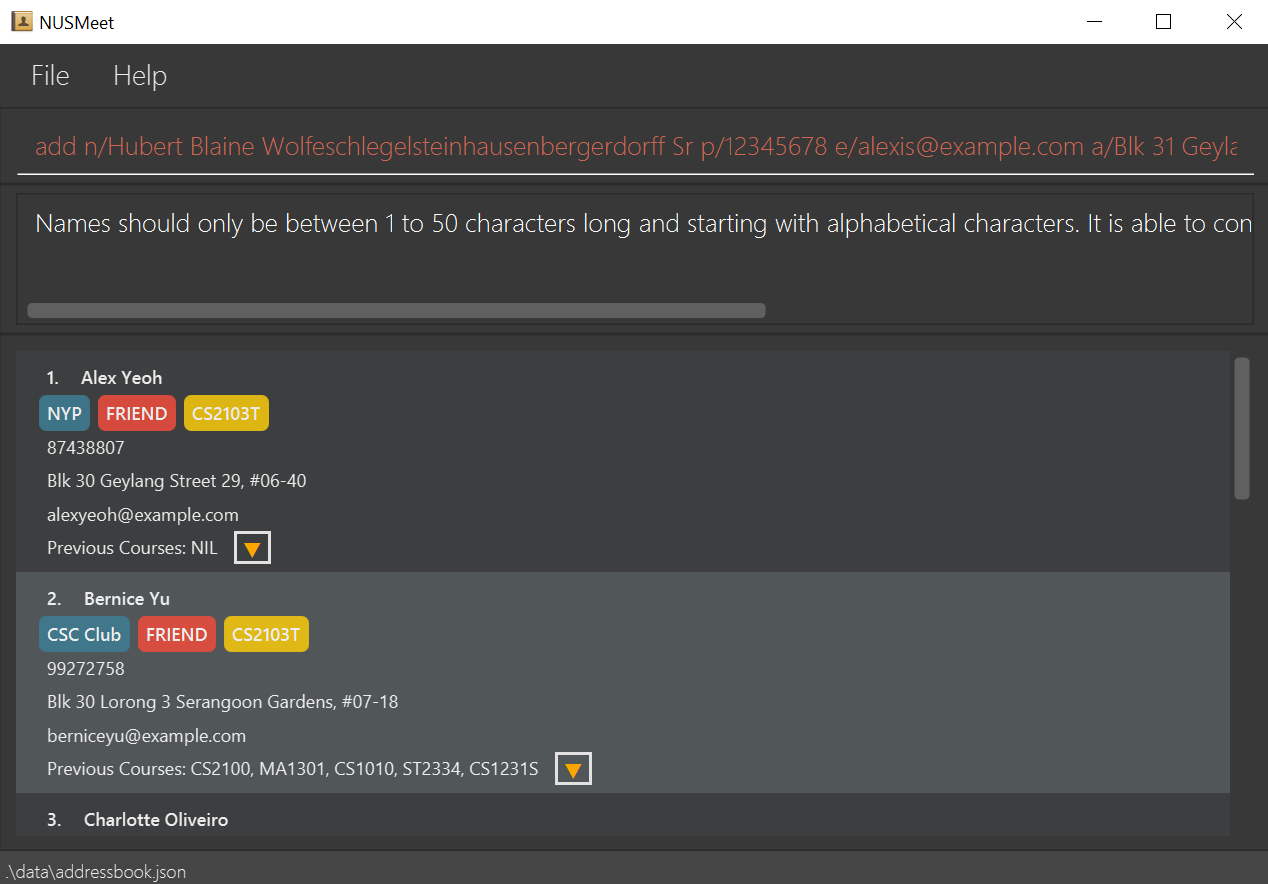 NUSMeet
File Help
add n/Hubert Blaine Wolfeschlegelsteinhausenbergerdorff Sr p/12345678 e/alexis@example.com a/Blk 31 Geyla
Names should only be between 1 to 50 characters long and starting with alphabetical characters. It is able to con
1. Alex Yeoh
NYP FRIEND CS2103T
87438807
Blk 30 Geylang Street 29, #06-40
alexyeoh@example.com
Previous Courses: NIL
2. Bernice Yu
CSC Club FRIEND CS2103T
99272758
Blk 30 Lorong 3 Serangoon Gardens, #07-18
berniceyu@example.com
Previous Courses: CS2100, MA1301, CS1010, ST2334, CS1231S
3. Charlotte Oliveiro
.\data\addressbook.json